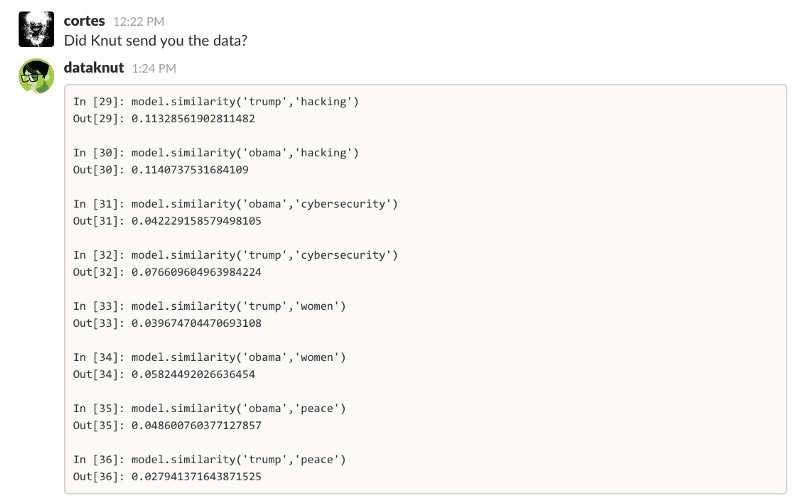 cortes 12:22 PM
Did Knut send you the data?
dataknut 1:24 PM
In [29]: model.similarity('trump','hacking')
Out[29]: 0.11328561902811482
In [30]: model.similarity('obama','hacking')
Out[30]: 0.1140737531684109
In [31]: model.similarity('obama','cybersecurity')
Out[31]: 0.042229158579498105
In [32]: model.similarity('trump','cybersecurity')
Out[32]: 0.076609604963984224
In [33]: model.similarity('trump','women')
Out[33]: 0.039674704470693108
In [34]: model.similarity('obama','women')
Out[34]: 0.05824492026636454
In [35]: model.similarity('obama','peace')
Out[35]: 0.048600760377127857
In [36]: model.similarity('trump','peace')
Out[36]: 0.027941371643871525